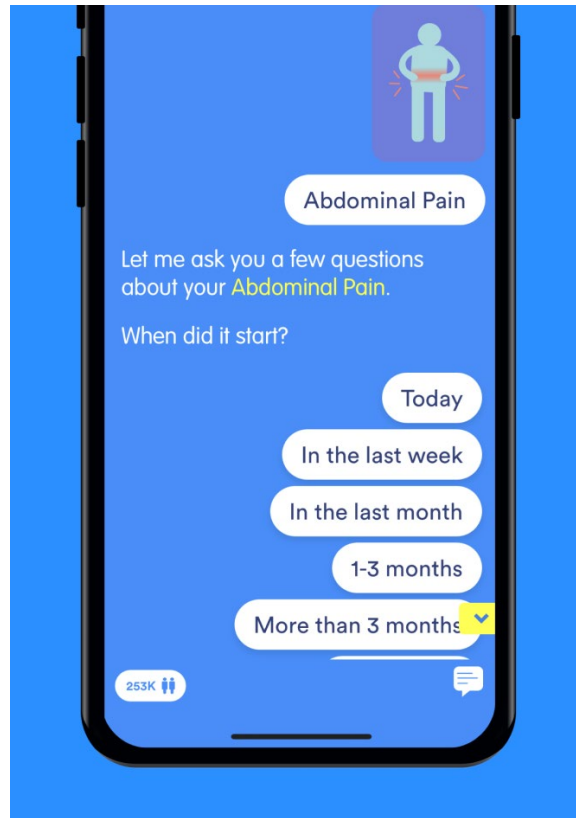 Abdominal Pain
Let me ask you a few questions
about your Abdominal Pain.
When did it start?
Today
In the last week
In the last month
1-3 months
More than 3 months
253K